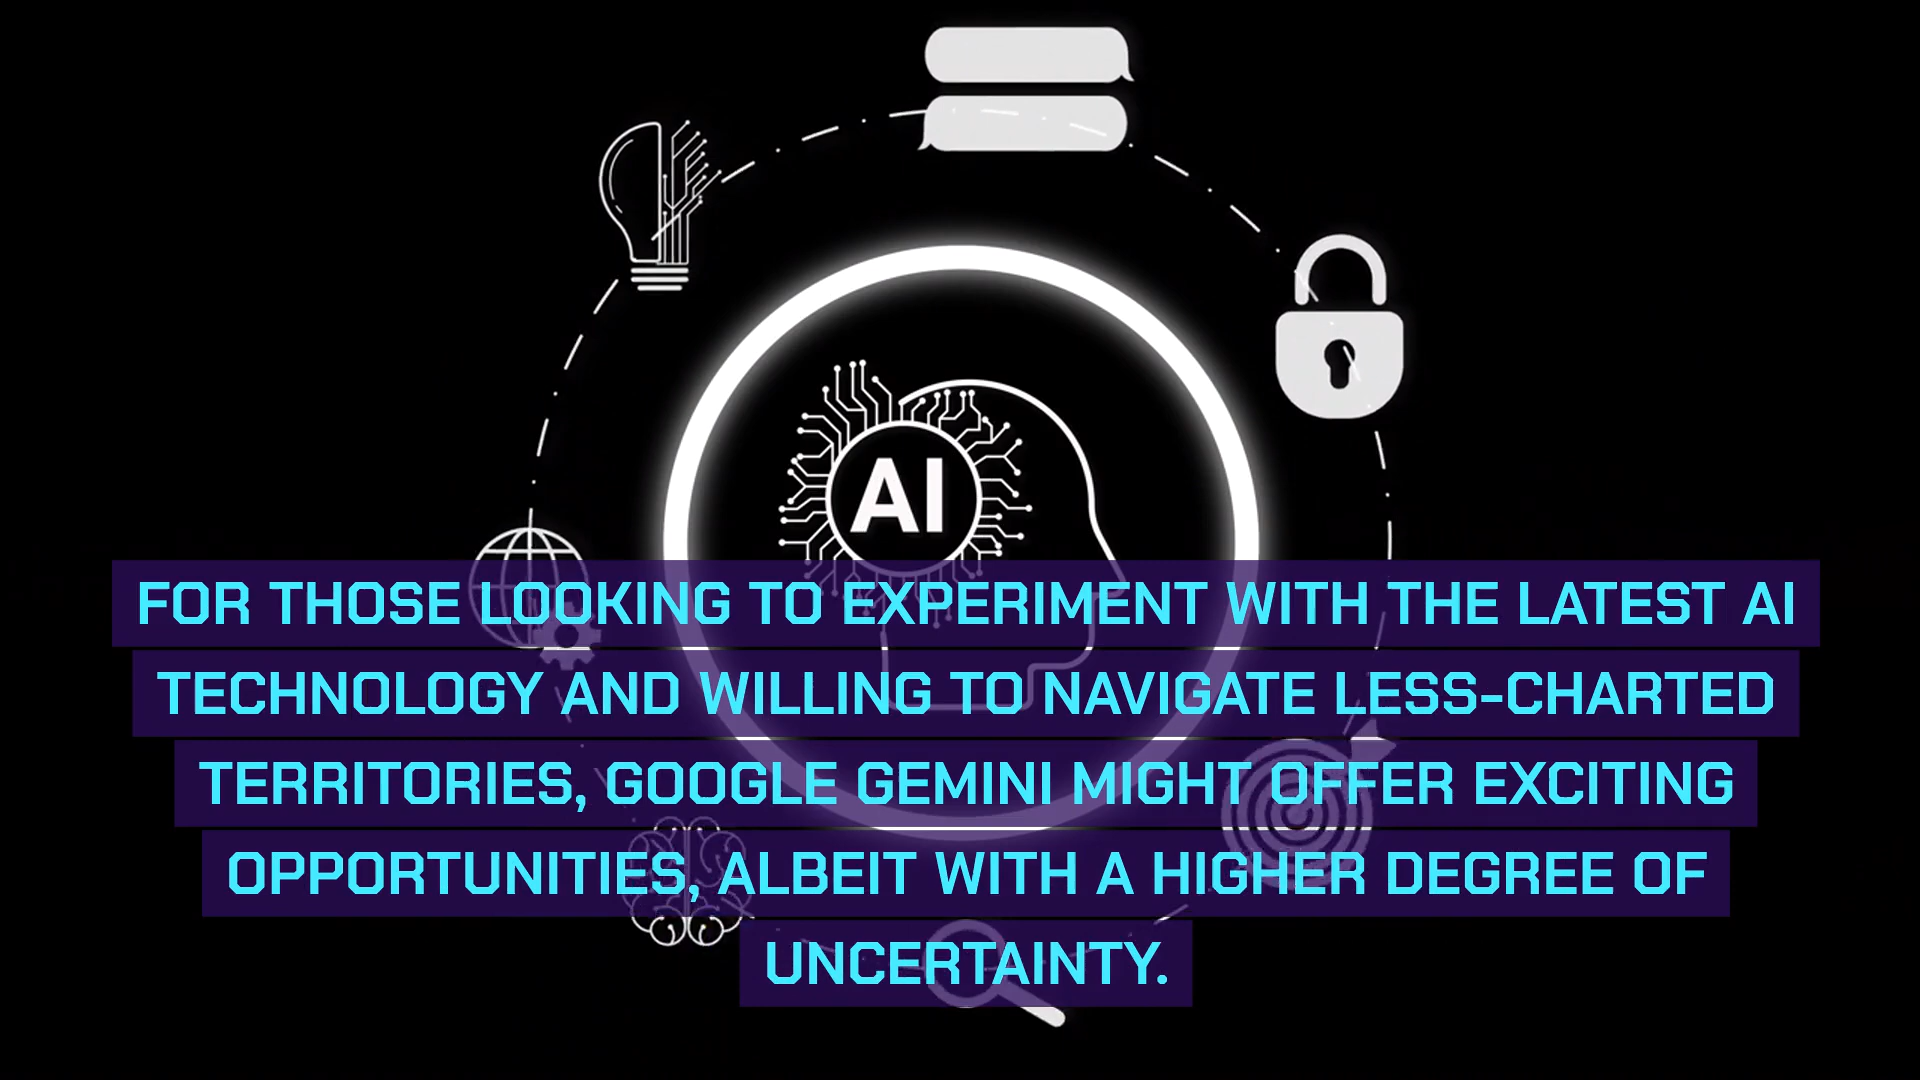 AI
FOR THOSE LOOKING TO EXPERIMENT WITH THE LATEST AI
TECHNOLOGY AND WILLING TO NAVIGATE LESS-CHARTED
TERRITORIES, GOOGLE GEMINI MIGHT OFFER EXCITING
OPPORTUNITIES, ALBEIT WITH A HIGHER DEGREE OF
UNCERTAINTY.